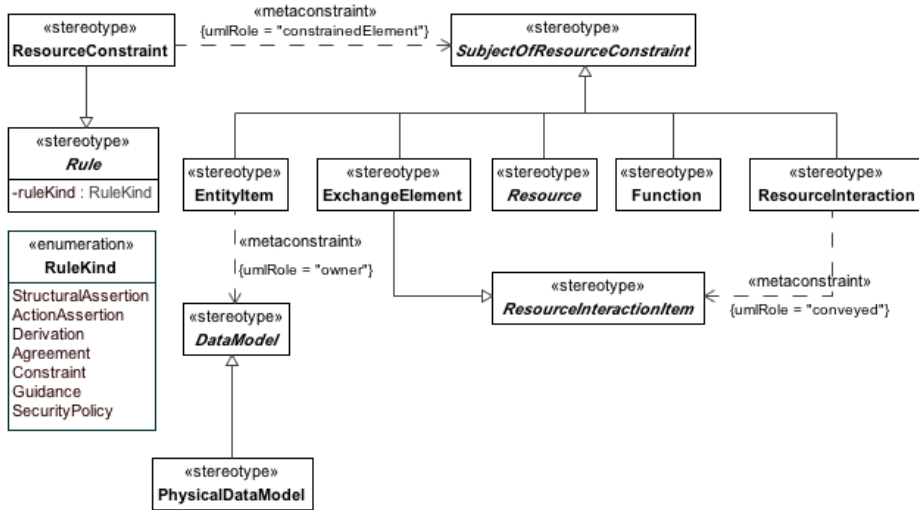 «metaconstraint»
«stereotype»
ResourceConstraint
{umlRole = "constrainedElement"}
«stereotype»
SubjectOfResourceConstraint
«stereotype»
Rule
-ruleKind : RuleKind
«stereotype»
EntityItem
«stereotype»
ExchangeElement
«stereotype»
Resource
«stereotype»
Function
«stereotype»
ResourceInteraction
«enumeration»
RuleKind
StructuralAssertion
ActionAssertion
Derivation
Agreement
Constraint
Guidance
SecurityPolicy
«metaconstraint»
{umlRole = "owner"}
«stereotype»
ResourceInteractionItem
«metaconstraint»
{umlRole = "conveyed"}
«stereotype»
DataModel
«stereotype»
PhysicalDataModel